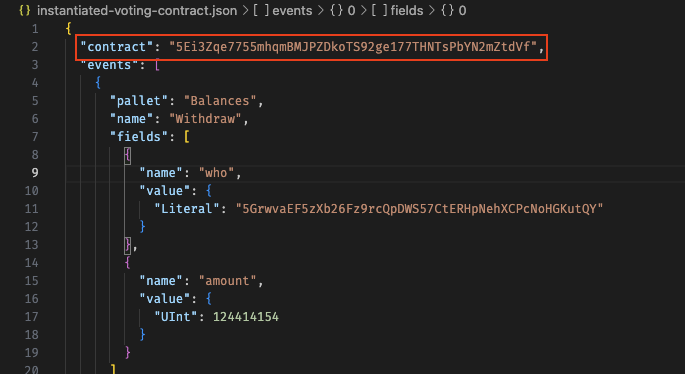 {} instantiated-voting-contract.json > [ ] events > {} 0 > [ ] fields > {} 0
1 {
2 "contract": "5Ei3Zqe7755mhqmBMJPZDkoTS92ge177THNTsPbYN2mZtdVf",
3 "events": [
4 {
5 "pallet": "Balances",
6 "name": "Withdraw",
7 "fields": [
8 {
9 "name": "who",
10 "value": {
11 "Literal": "5GrwvaEF5zXb26Fz9rcQpDWS57CtERHpNehXCPcNoHGKutQY"
12 }
13 },
14 {
15 "name": "amount",
16 "value": {
17 "UInt": 124414154
18 }
19 }
20 ]